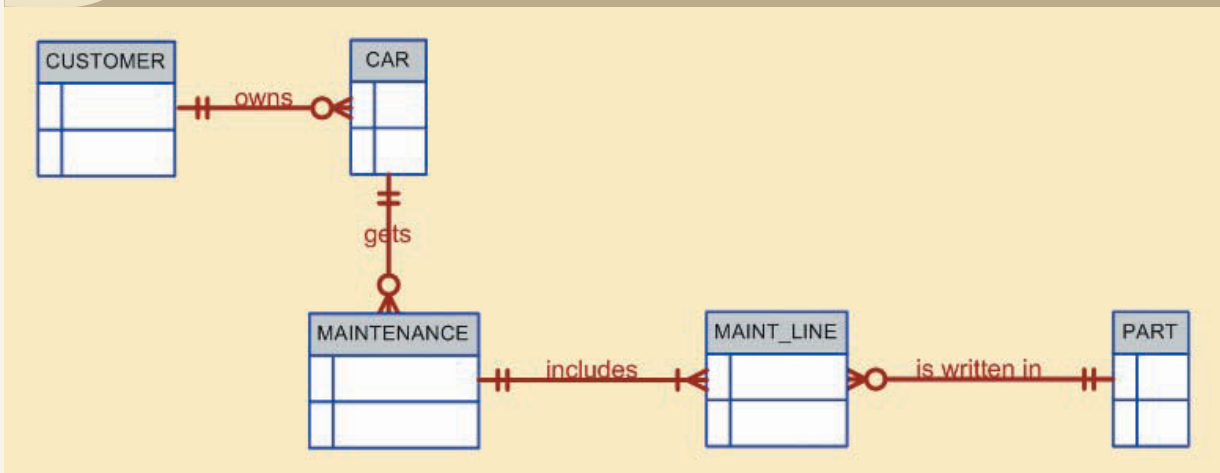 CUSTOMER
owns
CAR
gets
MAINTENANCE
includes
MAINT_LINE
is written in
PART